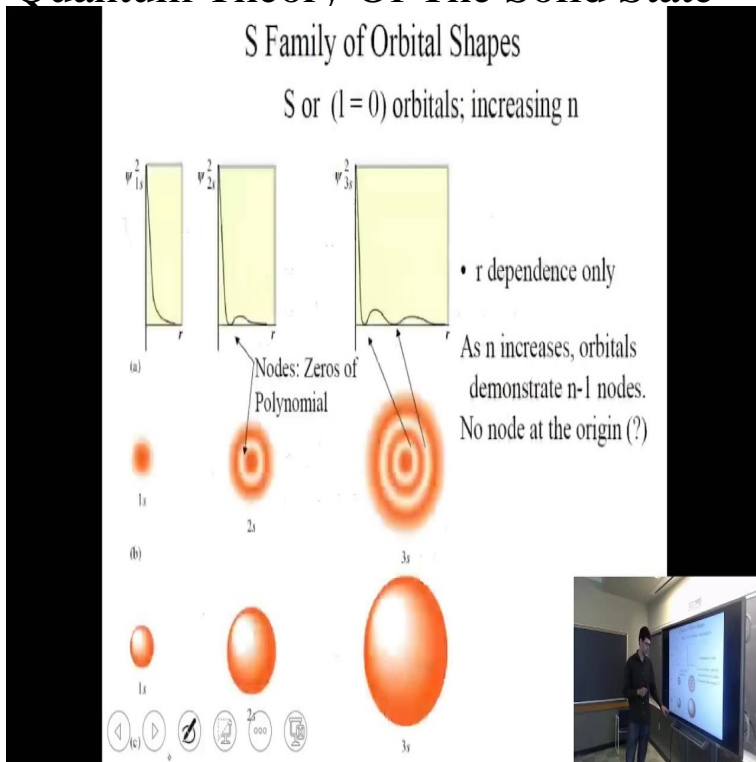 Quantum Theory Of The Solid State
S Family of Orbital Shapes
S or (l = 0) orbitals; increasing n
ψ²1s
ψ²2s
ψ²3s
r
r
r
• r dependence only
As n increases, orbitals
demonstrate n-1 nodes.
No node at the origin (?)
(a)
Nodes: Zeros of
Polynomial
1s
2s
3s
(b)
1s
2s
3s
(c)